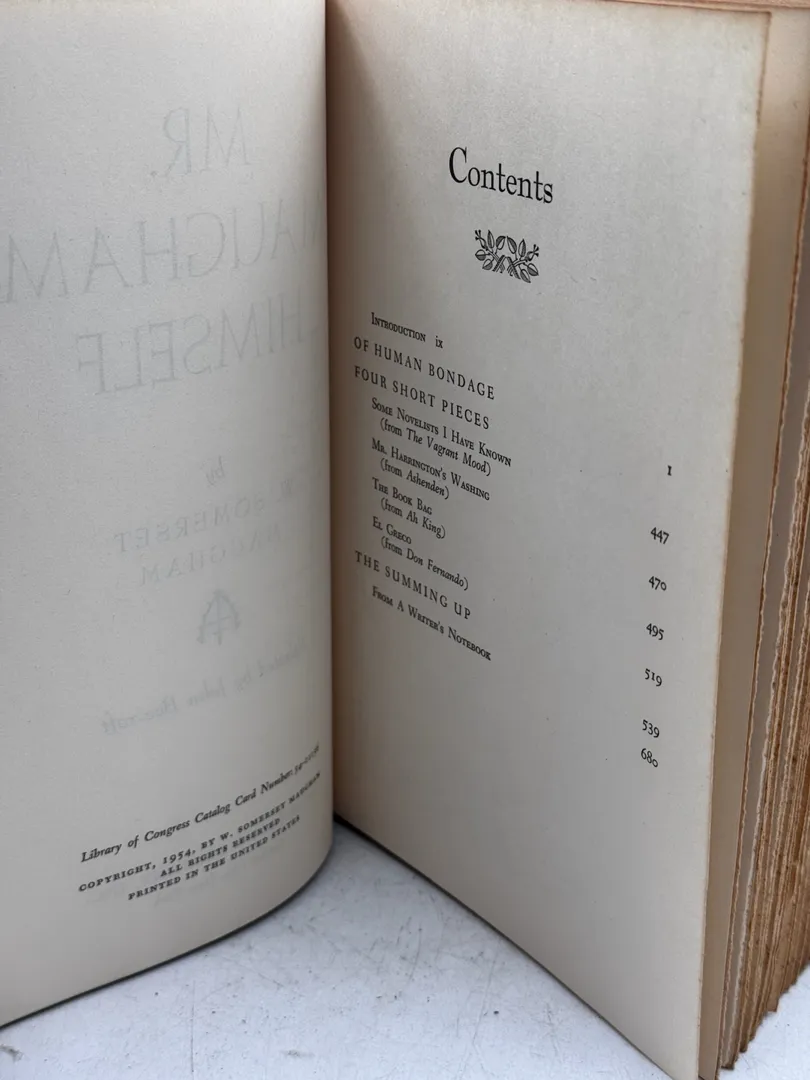 MR.
MAUGHAM
HIMSELF
by
W. SOMERSET
MAUGHAM
by John Beecroft
Library of Congress Catalog Card Number:
COPYRIGHT, 1954, BY W. SOMERSET MAUGHAM
ALL RIGHTS RESERVED
PRINTED IN THE UNITED STATES
Contents
Introduction ix
OF HUMAN BONDAGE 1
FOUR SHORT PIECES
Some Novelists I Have Known 447
(from The Vagrant Mood)
Mr. Harrington's Washing 470
(from Ashenden)
The Book Bag 495
(from Ah King)
El Greco 519
(from Don Fernando)
THE SUMMING UP 539
From A Writer's Notebook 680